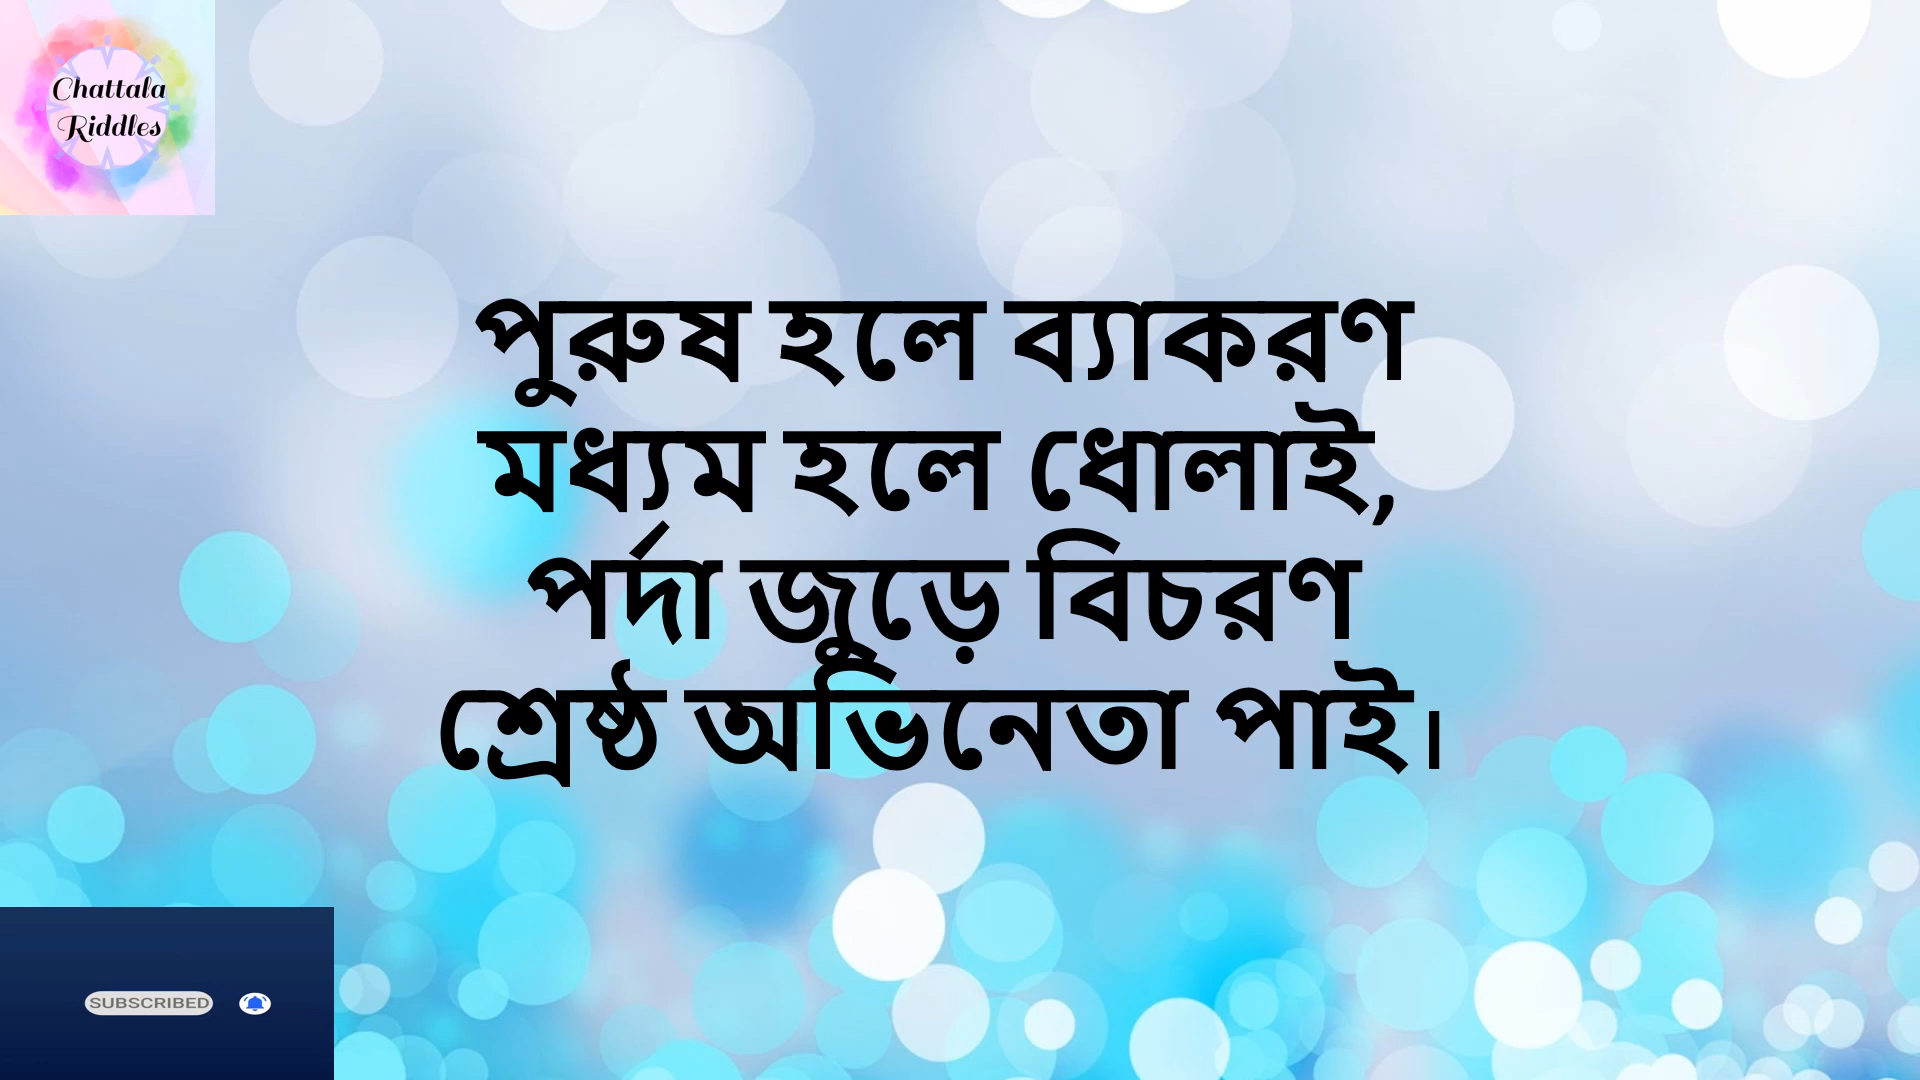 Chattala
Riddles
পুরুষ হলে ব্যাকরণ
মধ্যম হলে ধোলাই,
পর্দা জুড়ে বিচরণ
শ্রেষ্ঠ অভিনেতা পাই।
SUBSCRIBED